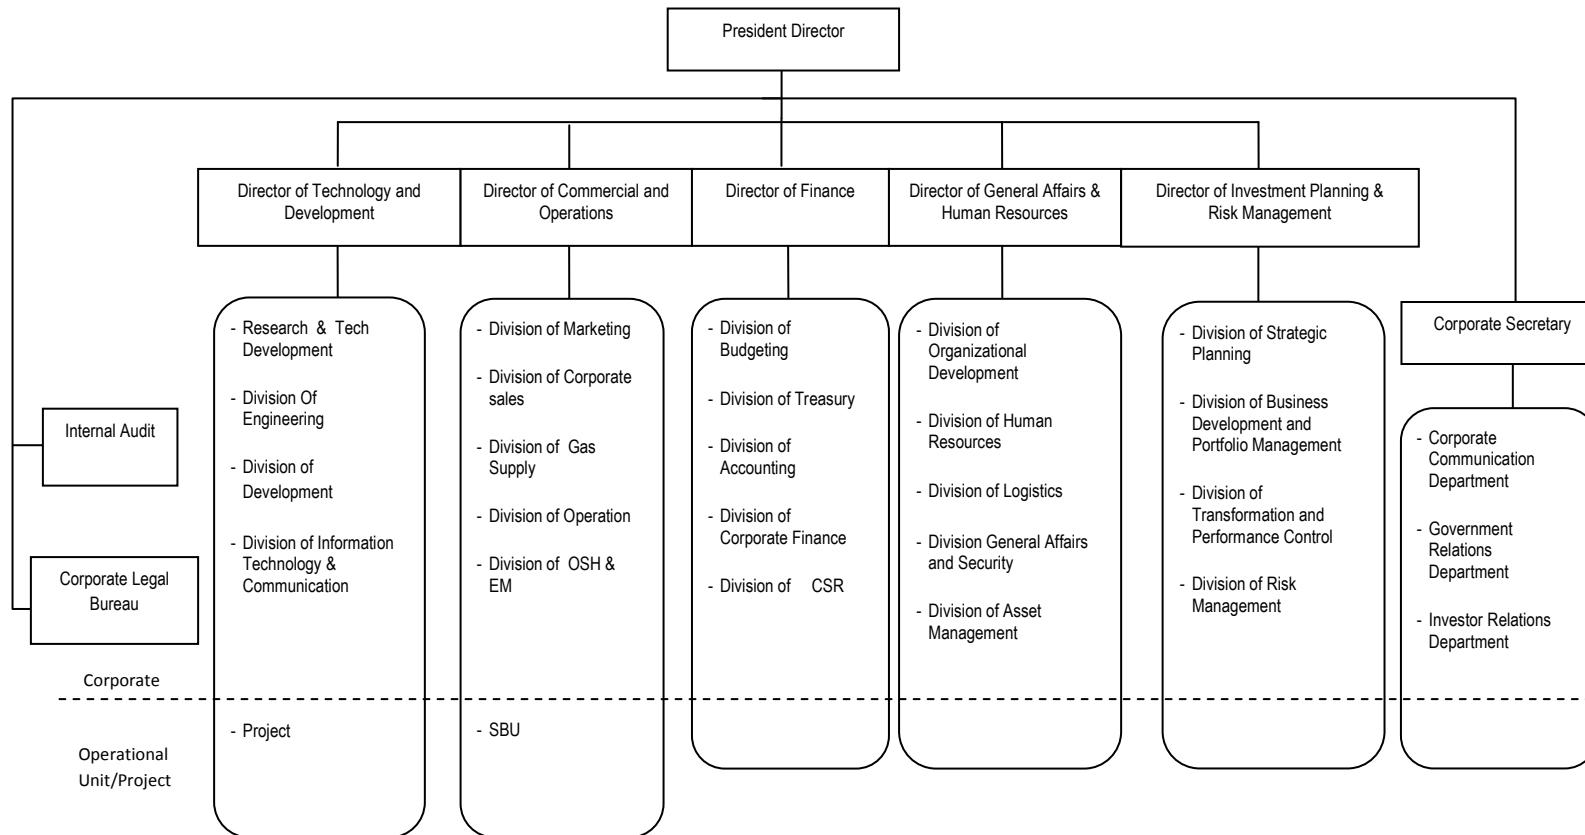 President Director
Director of Technology and
Development
Director of Commercial and
Operations
Director of Finance
Director of General Affairs &
Human Resources
Director of Investment Planning &
Risk Management
- Research & Tech
Development
- Division Of
Engineering
- Division of
Development
- Division of Information
Technology &
Communication
- Project
- Division of Marketing
- Division of Corporate
sales
- Division of Gas
Supply
- Division of Operation
- Division of OSH &
EM
- SBU
- Division of
Budgeting
- Division of Treasury
- Division of
Accounting
- Division of
Corporate Finance
- Division of CSR
- Division of
Organizational
Development
- Division of Human
Resources
- Division of Logistics
- Division General Affairs
and Security
- Division of Asset
Management
- Division of Strategic
Planning
- Division of Business
Development and
Portfolio Management
- Division of
Transformation and
Performance Control
- Division of Risk
Management
Corporate Secretary
- Corporate
Communication
Department
- Government
Relations
Department
- Investor Relations
Department
Internal Audit
Corporate Legal
Bureau
Corporate
Operational
Unit/Project